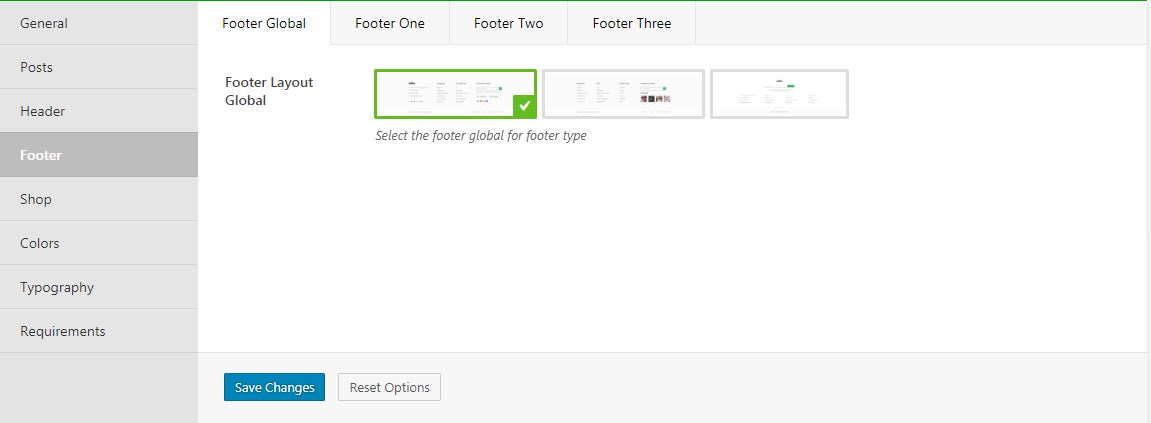 General
Posts
Header
Footer
Shop
Colors
Typography
Requirements
Footer Global
Footer One
Footer Two
Footer Three
Footer Layout
Global
Select the footer global for footer type
Save Changes
Reset Options